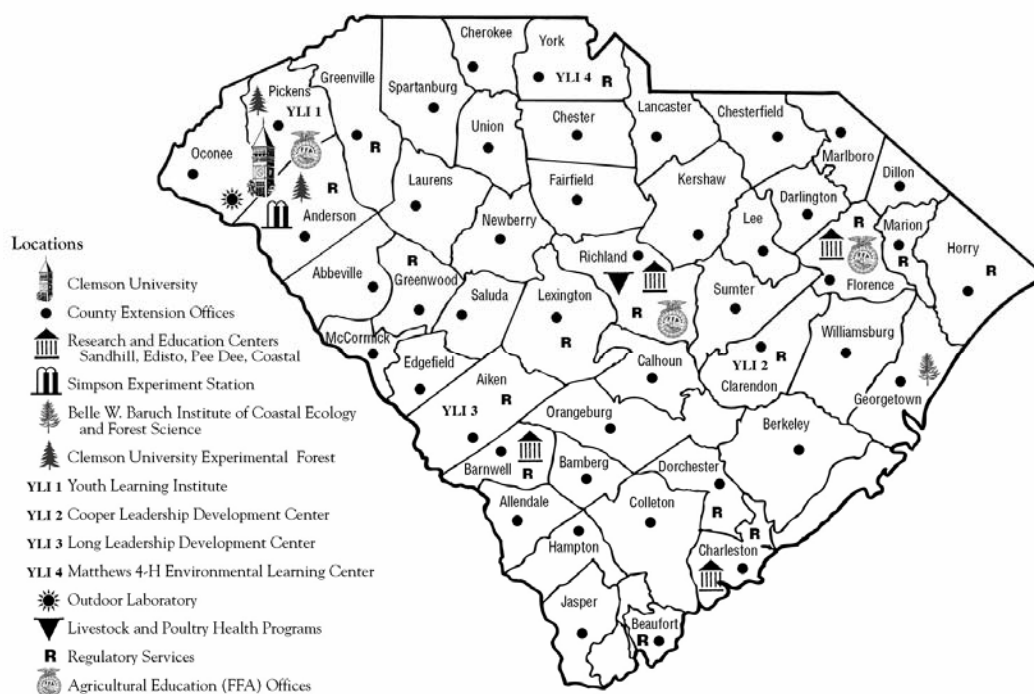 Cherokee
York
Greenville
Pickens
Spartanburg
YLI 4
R
Lancaster
Chesterfield
YLI 1
Union
Chester
Oconee
R
Marlboro
Dillon
Laurens
Fairfield
Kershaw
Darlington
R
Anderson
Newberry
Lee
R
Marion
Horry
Richland
R
R
Abbeville
R
Greenwood
Saluda
Lexington
Sumter
Florence
McCormick
R
R
Williamsburg
Edgefield
Calhoun
YLI 2
R
Clarendon
Aiken
R
Georgetown
YLI 3
Orangeburg
Berkeley
Barnwell
R
Bamberg
Dorchester
Allendale
Colleton
R
R
Hampton
Charleston
Jasper
Beaufort
R
Locations
Clemson University
County Extension Offices
Research and Education Centers
Sandhill, Edisto, Pee Dee, Coastal
Simpson Experiment Station
Belle W. Baruch Institute of Coastal Ecology
and Forest Science
Clemson University Experimental Forest
YLI 1 Youth Learning Institute
YLI 2 Cooper Leadership Development Center
YLI 3 Long Leadership Development Center
YLI 4 Matthews 4-H Environmental Learning Center
Outdoor Laboratory
Livestock and Poultry Health Programs
R Regulatory Services
Agricultural Education (FFA) Offices